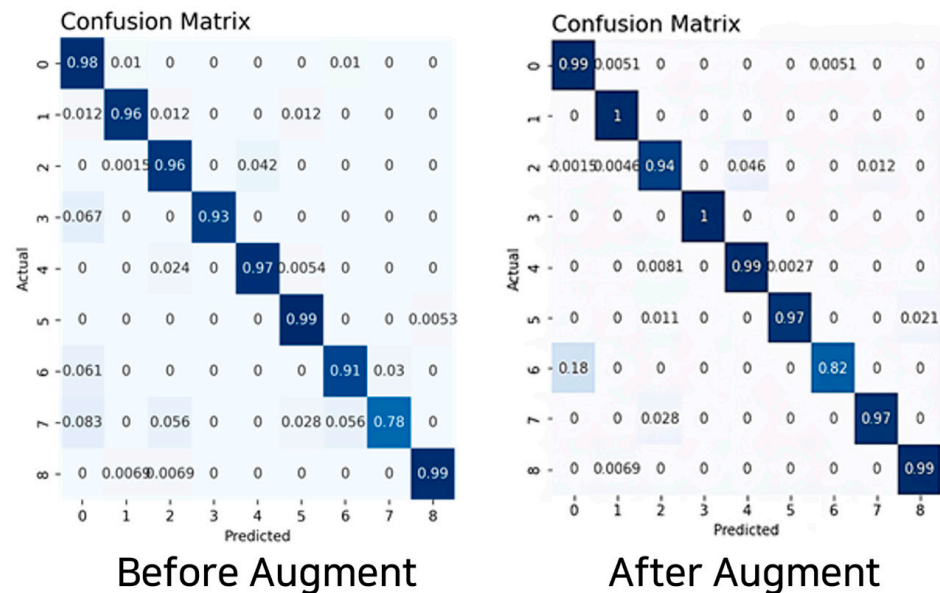 Confusion Matrix
0 0.98 0.01 0 0 0 0 0.01 0 0
1 0.012 0.96 0.012 0 0 0.012 0 0 0
2 0 0.0015 0.96 0 0.042 0 0 0 0
3 0.067 0 0 0.93 0 0 0 0 0
4 0 0 0.024 0 0.97 0.0054 0 0 0
5 0 0 0 0 0 0.99 0 0 0.0053
6 0.061 0 0 0 0 0 0.91 0.03 0
7 0.083 0 0.056 0 0 0.028 0.056 0.78 0
8 0 0.0069 0.0069 0 0 0 0 0 0.99
Actual
0 1 2 3 4 5 6 7 8
Predicted
Before Augment
Confusion Matrix
0 0.99 0.0051 0 0 0 0 0.0051 0 0
1 0 1 0 0 0 0 0 0 0
2 0.0015 0.0046 0.94 0 0.046 0 0 0.012 0
3 0 0 0 1 0 0 0 0 0
4 0 0 0.0081 0 0.99 0.0027 0 0 0
5 0 0 0.011 0 0 0.97 0 0 0.021
6 0.18 0 0 0 0 0 0.82 0 0
7 0 0 0.028 0 0 0 0 0.97 0
8 0 0.0069 0 0 0 0 0 0 0.99
Actual
0 1 2 3 4 5 6 7 8
Predicted
After Augment